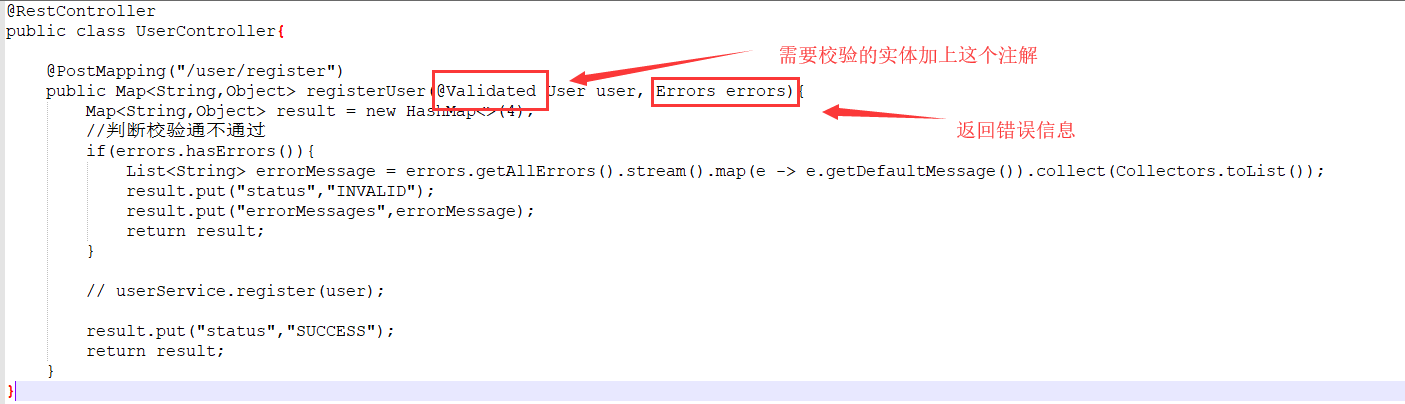 @RestController
public class UserController{
需要校验的实体加上这个注解
@PostMapping("/user/register")
public Map<String,Object> registerUser(@Validated User user, Errors errors){
Map<String,Object> result = new HashMap<>(4);
返回错误信息
//判断校验通不通过
if(errors.hasErrors()){
List<String> errorMessage = errors.getAllErrors().stream().map(e -> e.getDefaultMessage()).collect(Collectors.toList());
result.put("status","INVALID");
result.put("errorMessages",errorMessage);
return result;
}
// userService.register(user);
result.put("status","SUCCESS");
return result;
}
}